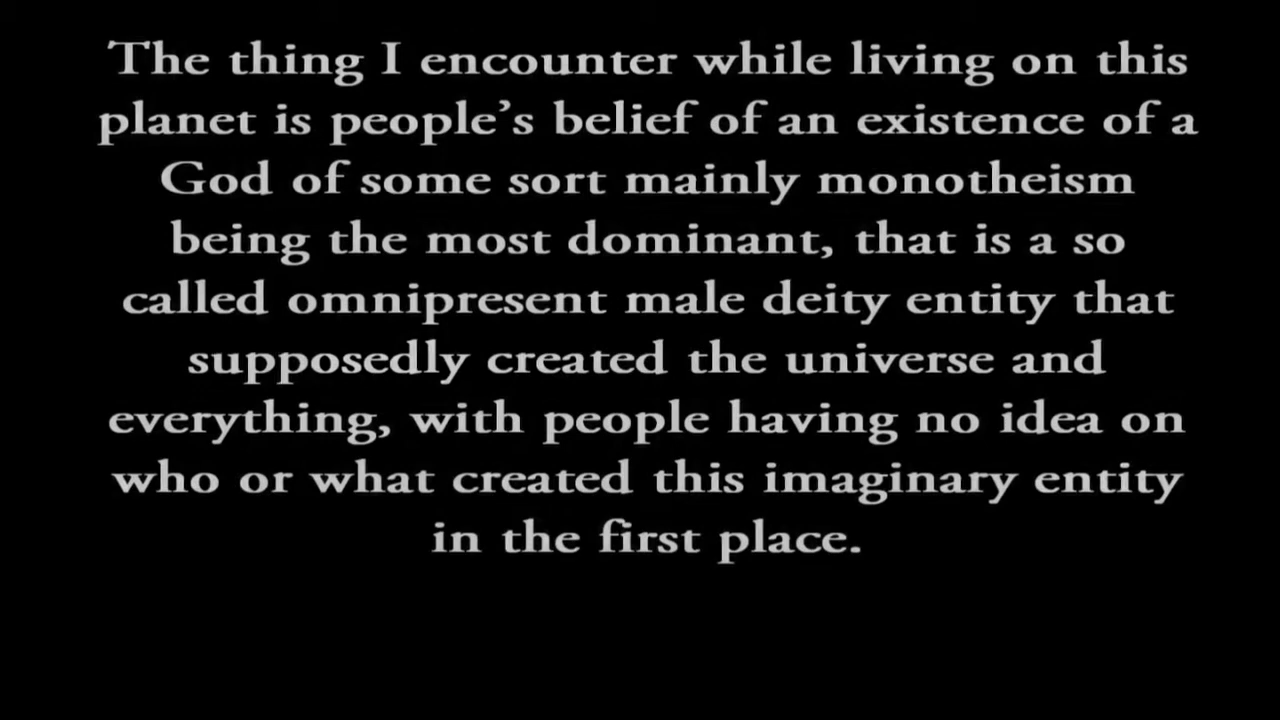 The thing I encounter while living on this
planet is people’s belief of an existence of a
God of some sort mainly monotheism
being the most dominant, that is a so
called omnipresent male deity entity that
supposedly created the universe and
everything, with people having no idea on
who or what created this imaginary entity
in the first place.